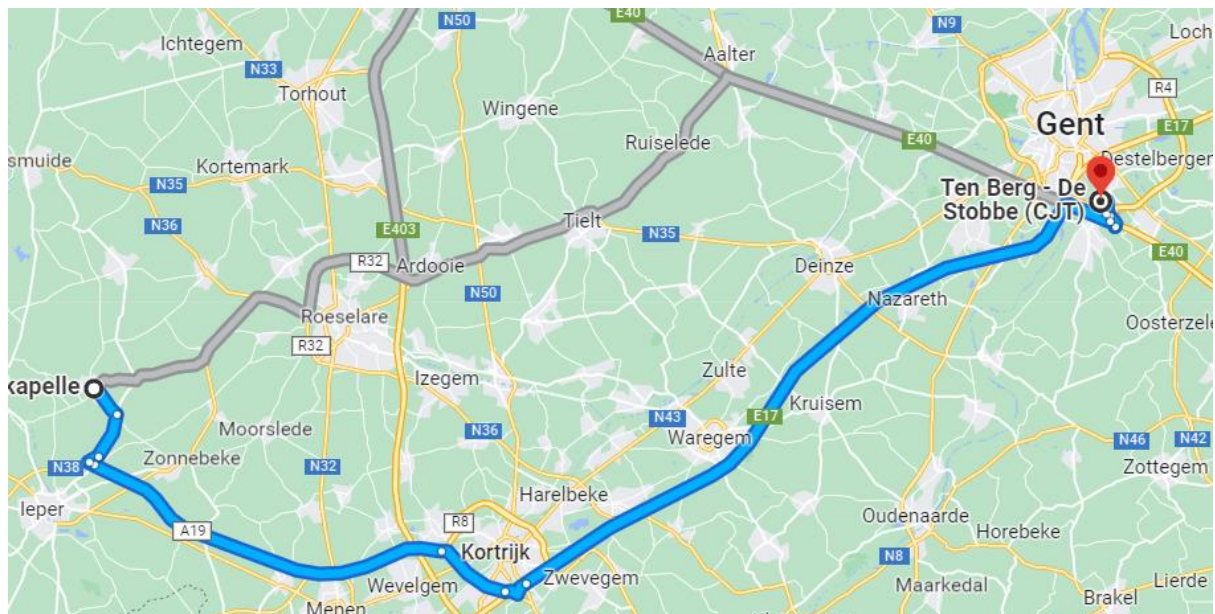 N50
E40
N9
Loch
Ichtegem
Aalter
N33
Torhout
R4
Wingene
Gent
E17
Ruiselede
E40
smuide
Kortemark
Destelbergen
N35
Ten Berg - De
Stobbe (CJT)
N36
Tielt
E403
N35
E40
R32
Ardooie
Deinze
N50
Nazareth
Roeselare
Oosterzele
R32
Zulte
kapelle
Izegem
Kruisem
N43
E17
Moorslede
N36
Waregem
N46
N42
Zonnebeke
N38
N32
Zottegem
Harelbeke
Ieper
Oudenaarde
R8
A19
Horebeke
Kortrijk
N8
Wevelgem
Zwevegem
Maarkedal
Lierde
Menen
Brakel